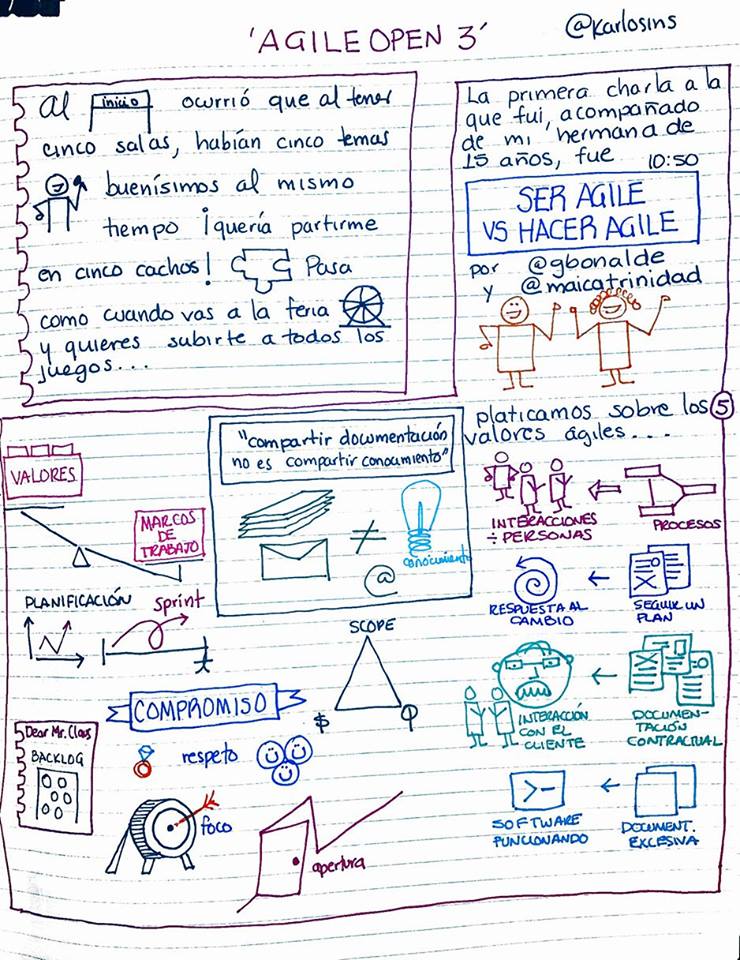 'AGILE OPEN 3'
@karlosins
Al inicio ocurrió que al tener
cinco salas, habían cinco temas
buenísimos al mismo
tiempo ¡quería partirme
en cinco cachos! Pasa
como cuando vas a la feria
y quieres subirte a todos los
juegos...
La primera charla a la
que fui, acompañado
de mi hermana de
15 años, fue 10:50
SER AGILE
VS HACER AGILE
por @gbonalde
y @maicatrinidad
platicamos sobre los 5
valores ágiles...
VALORES
MARCOS
DE
TRABAJO
"compartir documentación
no es compartir conocimiento"
≠
@
conocimiento
INTERACCIONES
÷ PERSONAS
PROCESOS
RESPUESTA AL
CAMBIO
SEGUIR UN
PLAN
INTERACCIÓN
CON EL
CLIENTE
DOCUMEN-
TACIÓN
CONTRACTUAL
SOFTWARE
FUNCIONANDO
DOCUMENT.
EXCESIVA
PLANIFICACIÓN
sprint
SCOPE
$
Q
COMPROMISO
Dear Mr. Claus
BACKLOG
respeto
foco
apertura